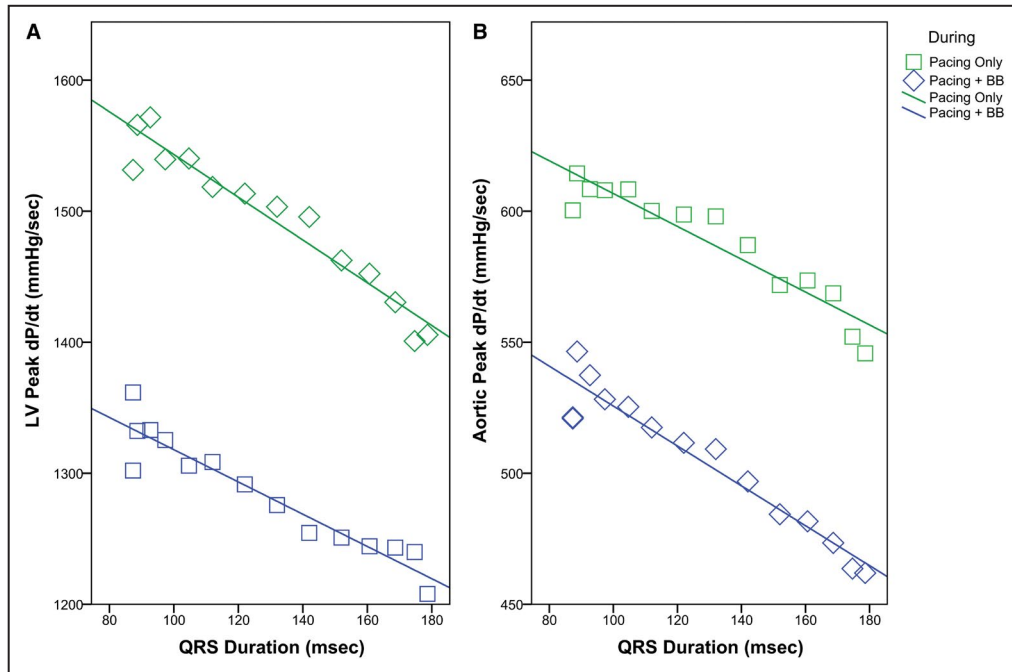 A
LV Peak dP/dt (mmHg/sec)
1600
1500
1400
1300
1200
80 100 120 140 160 180
QRS Duration (msec)
B
Aortic Peak dP/dt (mmHg/sec)
650
600
550
500
450
80 100 120 140 160 180
QRS Duration (msec)
During
Pacing Only
Pacing + BB
Pacing Only
Pacing + BB